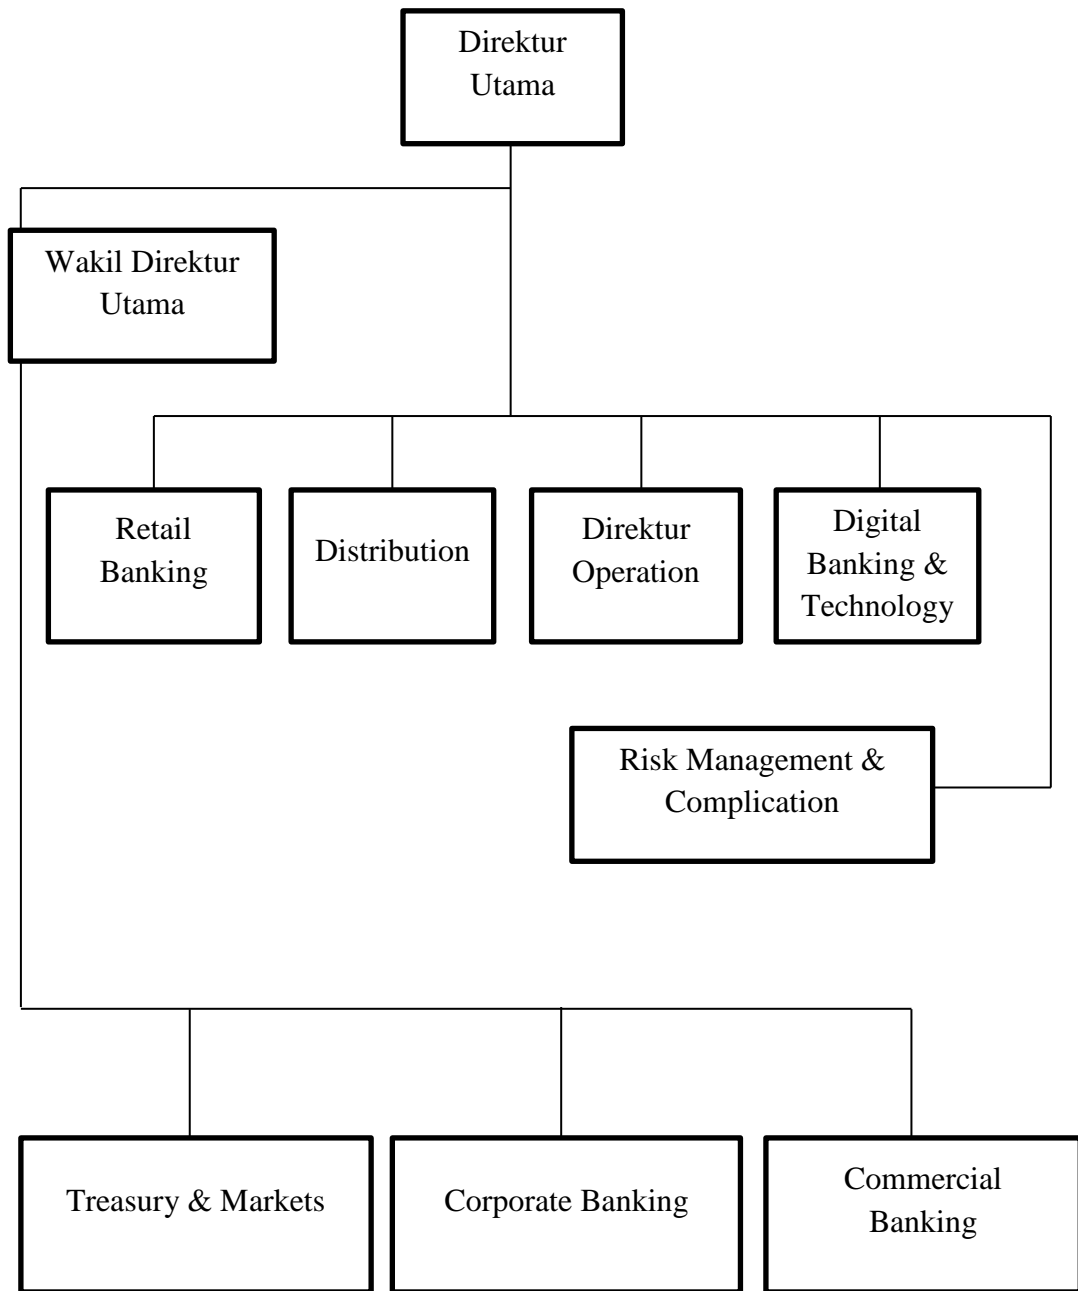 Direktur
Utama
Wakil Direktur
Utama
Retail
Banking
Distribution
Direktur
Operation
Digital
Banking &
Technology
Risk Management &
Complication
Treasury & Markets
Corporate Banking
Commercial
Banking